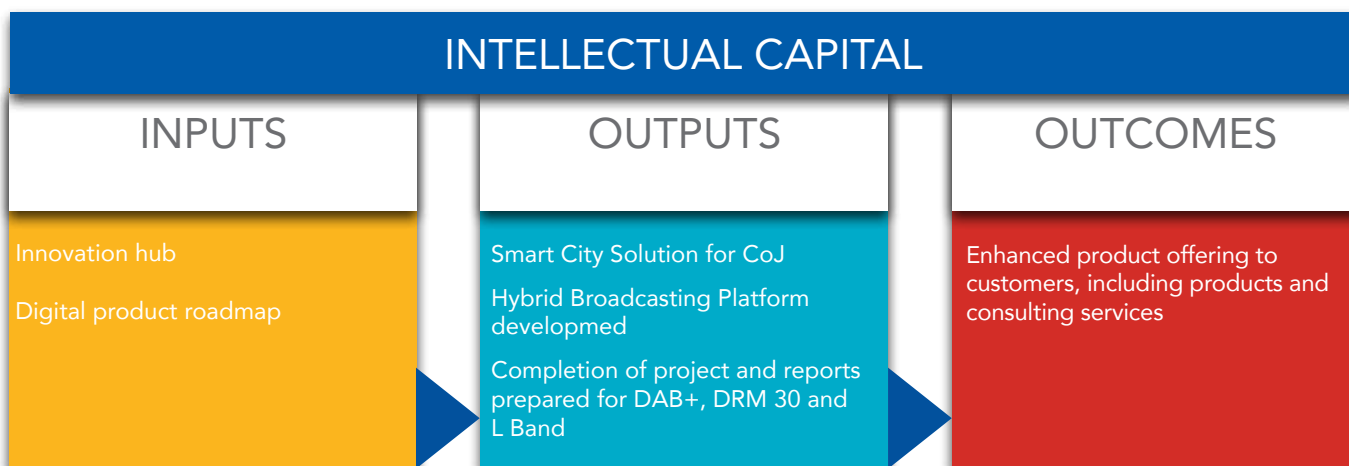 INTELLECTUAL CAPITAL
INPUTS
Innovation hub
Digital product roadmap
OUTPUTS
Smart City Solution for CoJ
Hybrid Broadcasting Platform
developmed
Completion of project and reports
prepared for DAB+, DRM 30 and
L Band
OUTCOMES
Enhanced product offering to
customers, including products and
consulting services